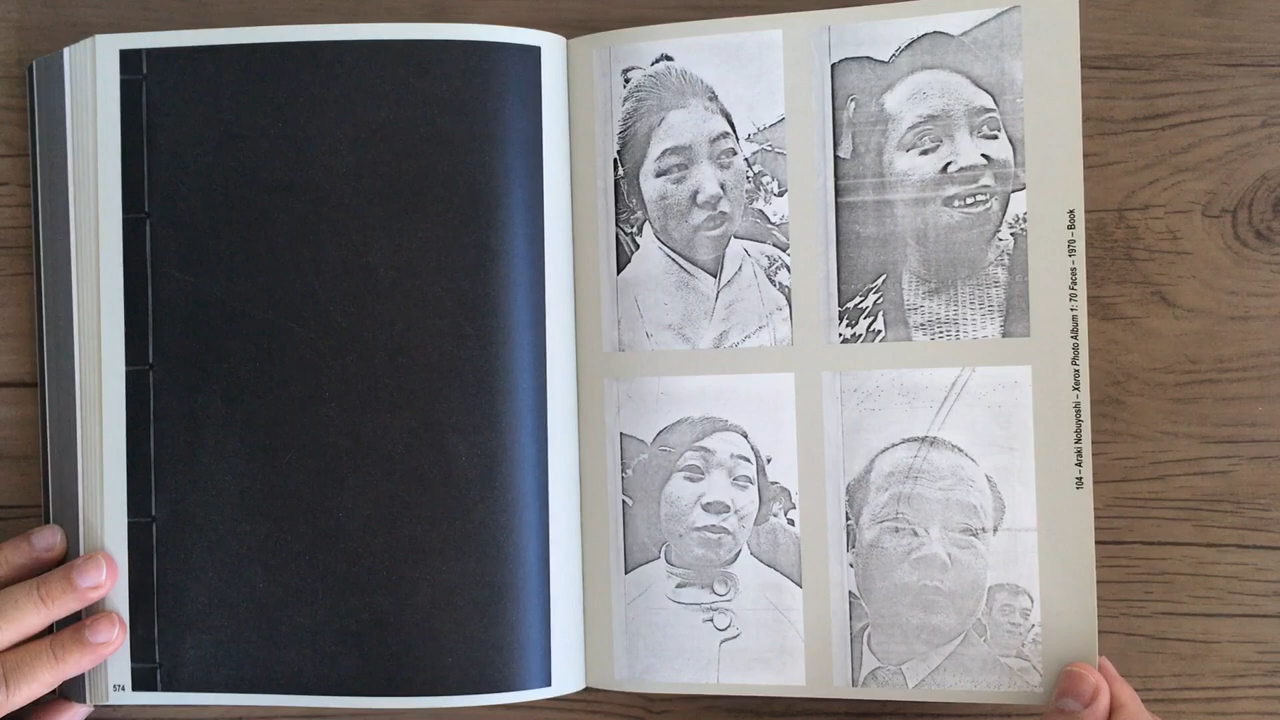 574
104 – Araki Nobuyoshi – Xerox Photo Album 1: 70 Faces – 1970 – Book